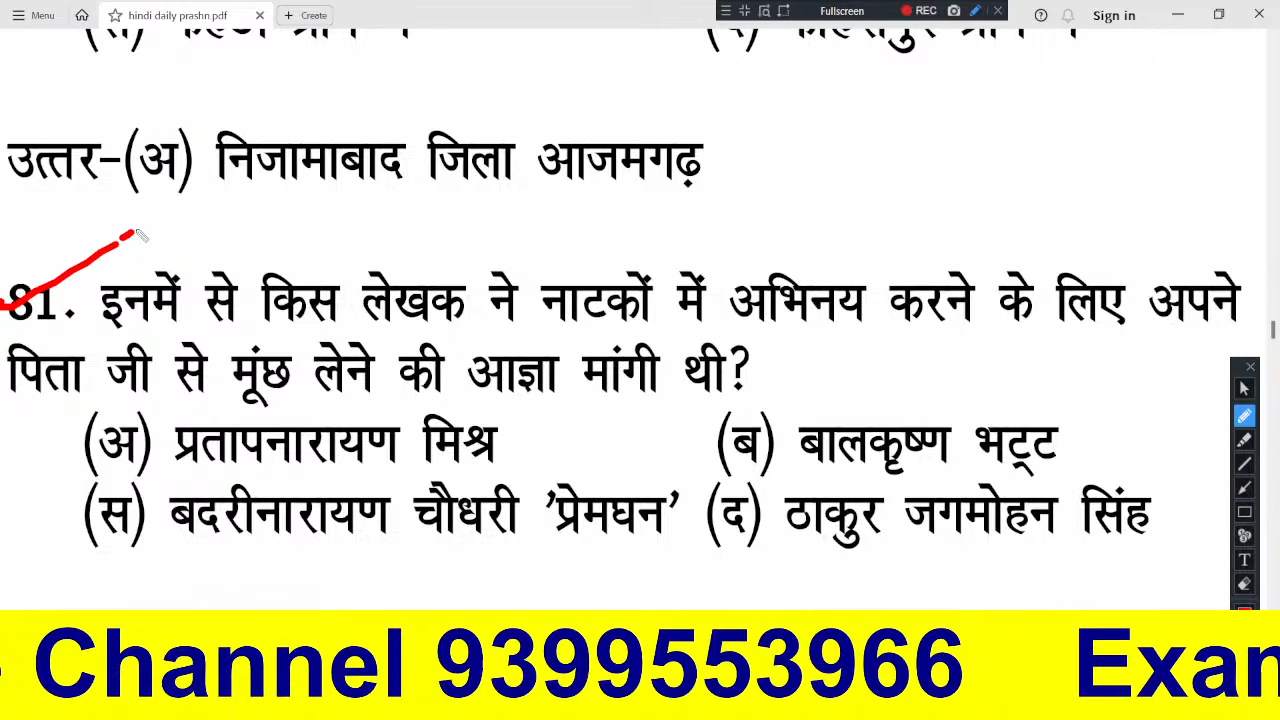 Menu
hindi daily prashn pdf
Create
Fullscreen
REC
Sign in
उत्तर-(अ) निजामाबाद जिला आजमगढ़
81. इनमें से किस लेखक ने नाटकों में अभिनय करने के लिए अपने
पिता जी से मूंछ लेने की आज्ञा मांगी थी?
(अ) प्रतापनारायण मिश्र (ब) बालकृष्ण भट्ट
(स) बदरीनारायण चौधरी 'प्रेमघन' (द) ठाकुर जगमोहन सिंह
Channel 9399553966 Exan